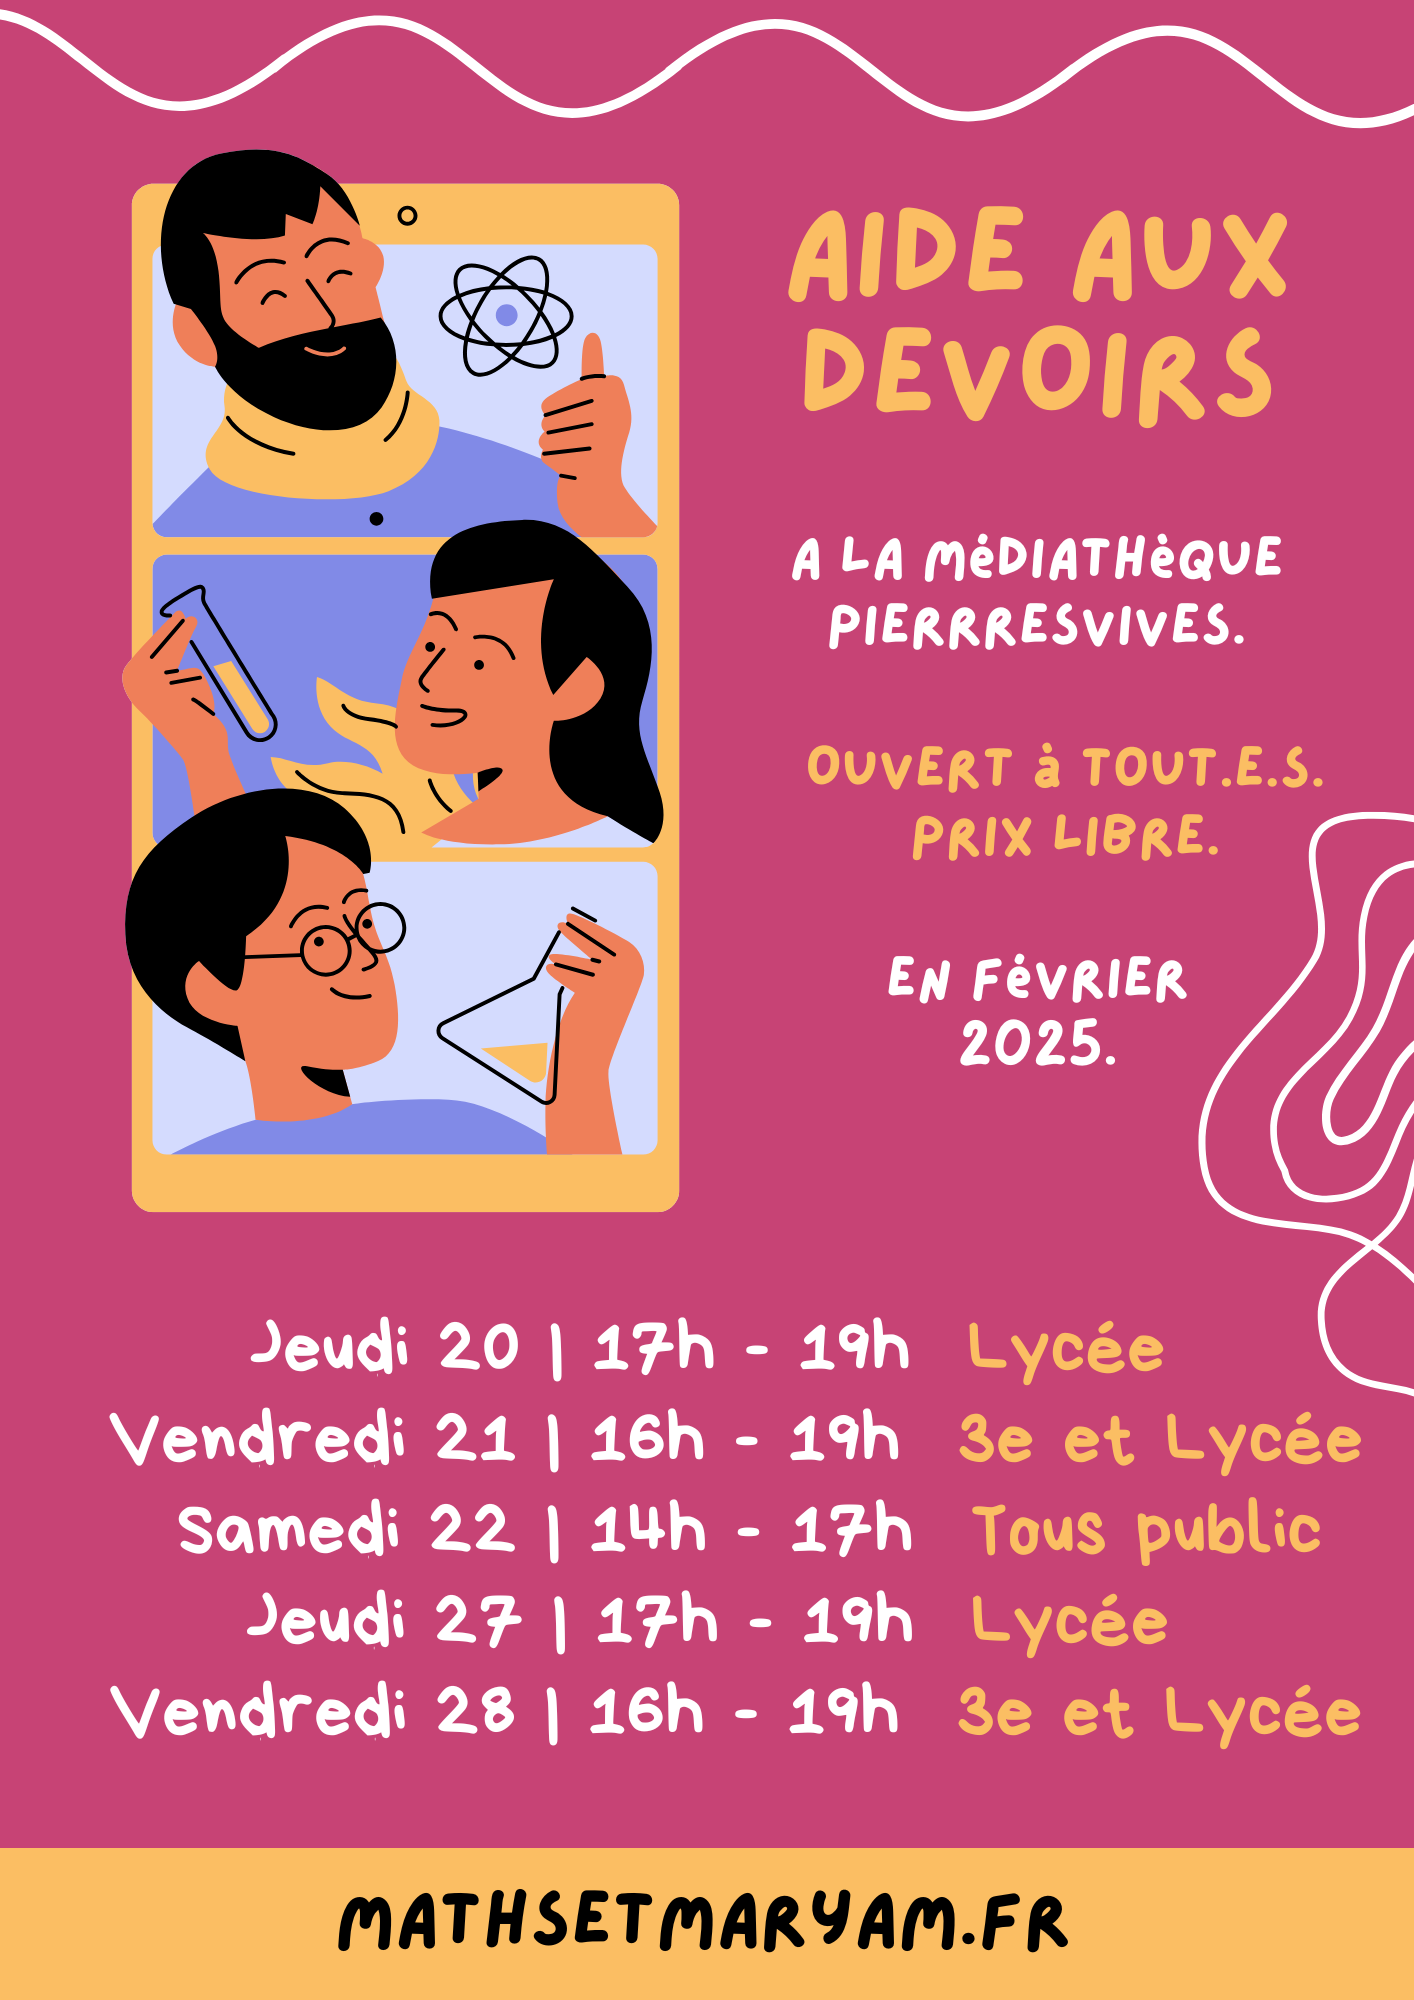 AIDE AUX
DEVOIRS
A LA MéDIATHèQUE
PIERRRESVIVES.
OUVERT à TOUT.E.S.
PRIX LIBRE.
EN FéVRIER
2025.
Jeudi 20 | 17h - 19h Lycée
Vendredi 21 | 16h - 19h 3e et Lycée
Samedi 22 | 14h - 17h Tous public
Jeudi 27 | 17h - 19h Lycée
Vendredi 28 | 16h - 19h 3e et Lycée
MATHSETMARYAM.FR